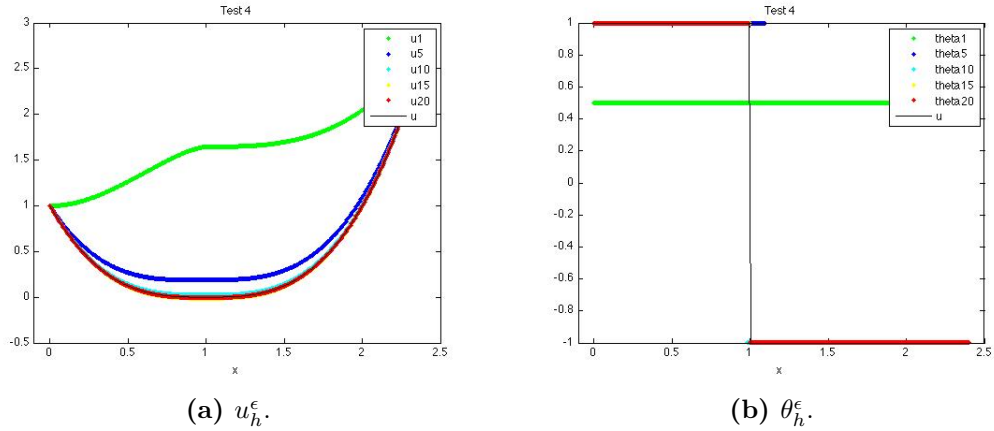 Test 4
3
2.5
2
1.5
1
0.5
0
-0.5
0
0.5
1
1.5
2
2.5
x
u1
u5
u10
u15
u20
u
Test 4
1
0.8
0.6
0.4
0.2
0
-0.2
-0.4
-0.6
-0.8
-1
0
0.5
1
1.5
2
2.5
x
theta1
theta5
theta10
theta15
theta20
u
(a) $u_h^\epsilon$.
(b) $\theta_h^\epsilon$.